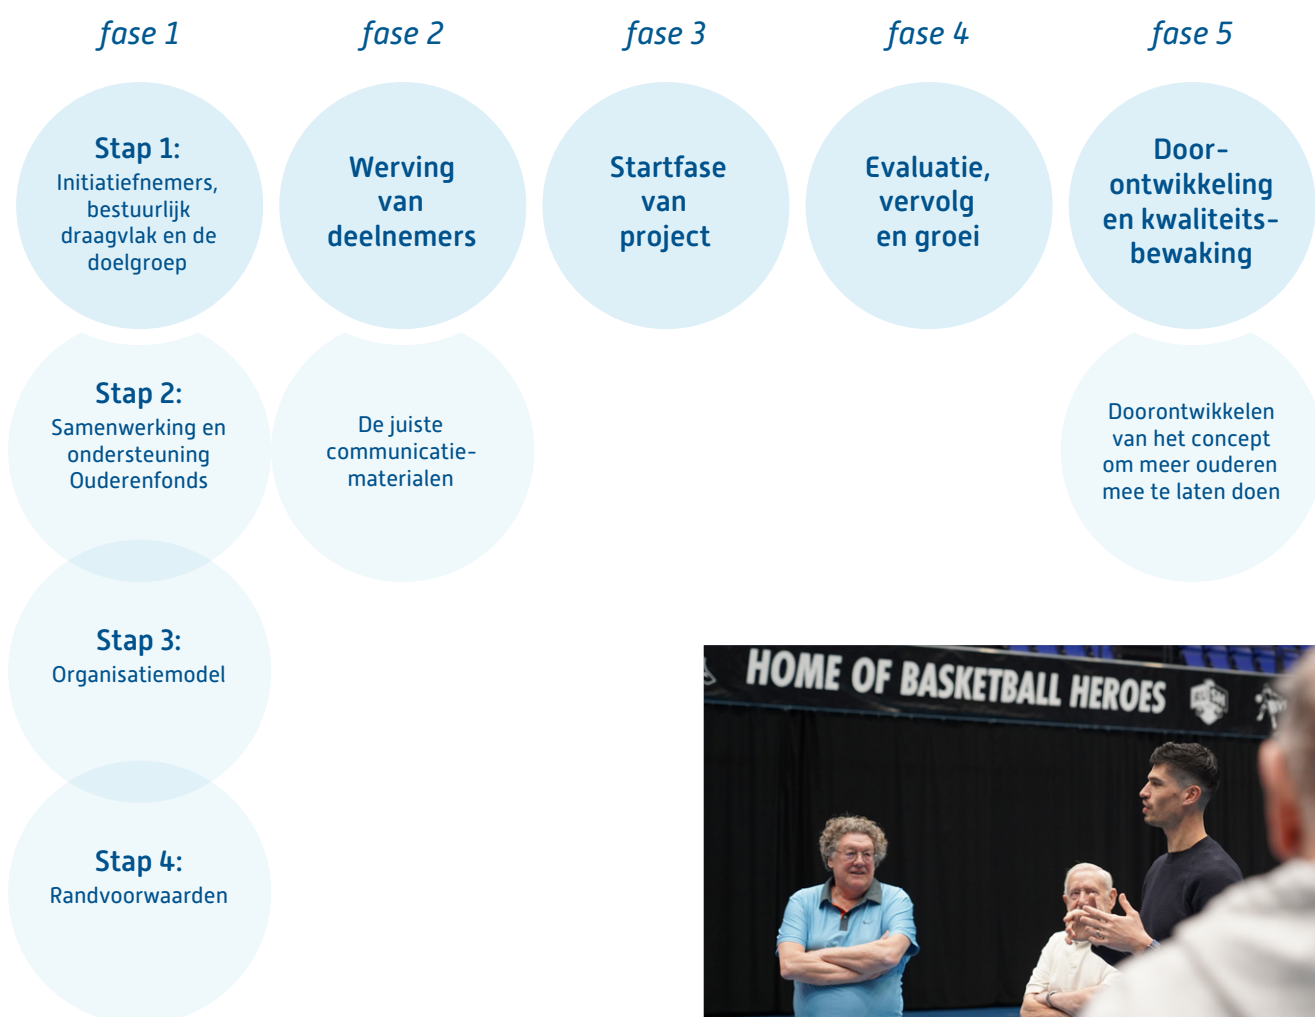 fase 1
fase 2
fase 3
fase 4
fase 5
Stap 1:
Initiatiefnemers,
bestuurlijk
draagvlak en de
doelgroep
Werving
van
deelnemers
Startfase
van
project
Evaluatie,
vervolg
en groei
Door-
ontwikkeling
en kwaliteits-
bewaking
Stap 2:
Samenwerking en
ondersteuning
Ouderenfonds
De juiste
communicatie-
materialen
Doorontwikkelen
van het concept
om meer ouderen
mee te laten doen
Stap 3:
Organisatiemodel
Stap 4:
Randvoorwaarden
HOME OF BASKETBALL HEROES